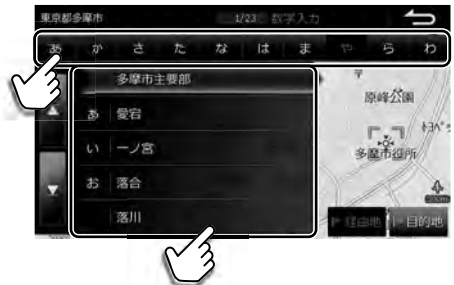 東京都多摩市 1/23 数字入力
あ か さ た な は ま や ら わ
多摩市主要部
あ 愛宕
い 一ノ宮
お 落合
落川
原峰公園
多摩市役所
200m
経由地 目的地